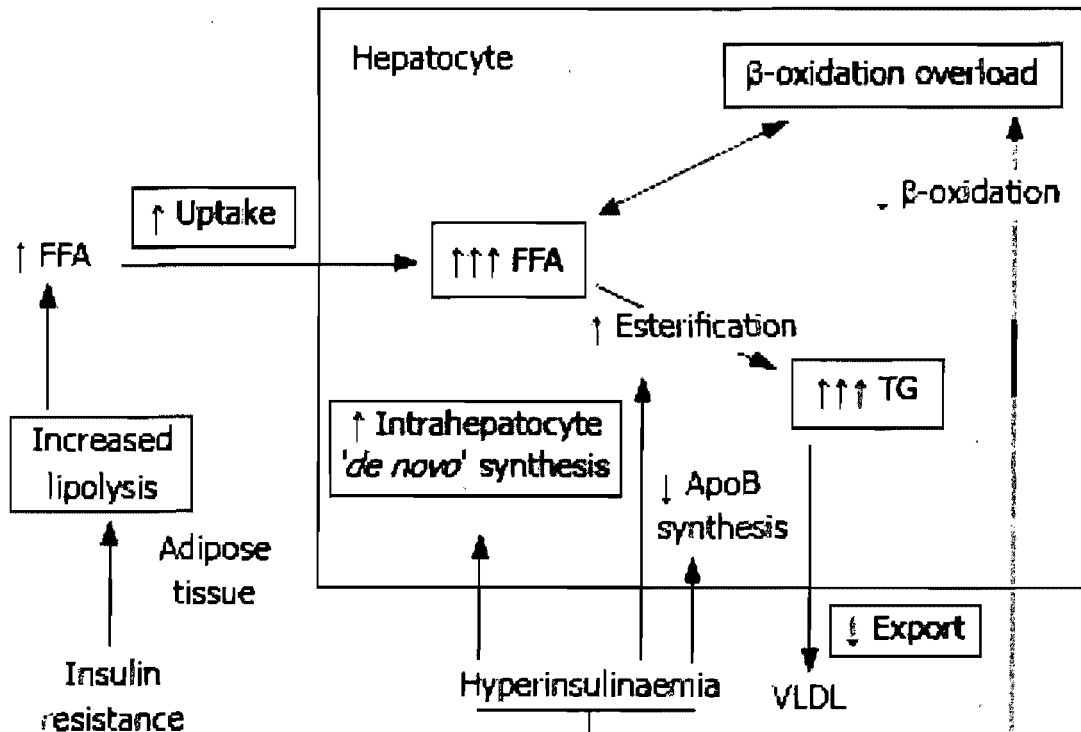 Hepatocyte
β-oxidation overload
↓ β-oxidation
↑ Uptake
↑ FFA
↑↑↑ FFA
↑ Esterification
↑↑↑ TG
Increased
lipolysis
↑ Intrahepatocyte
'de novo' synthesis
↓ ApoB
synthesis
Adipose
tissue
↓ Export
Insulin
resistance
Hyperinsulinaemia
VLDL